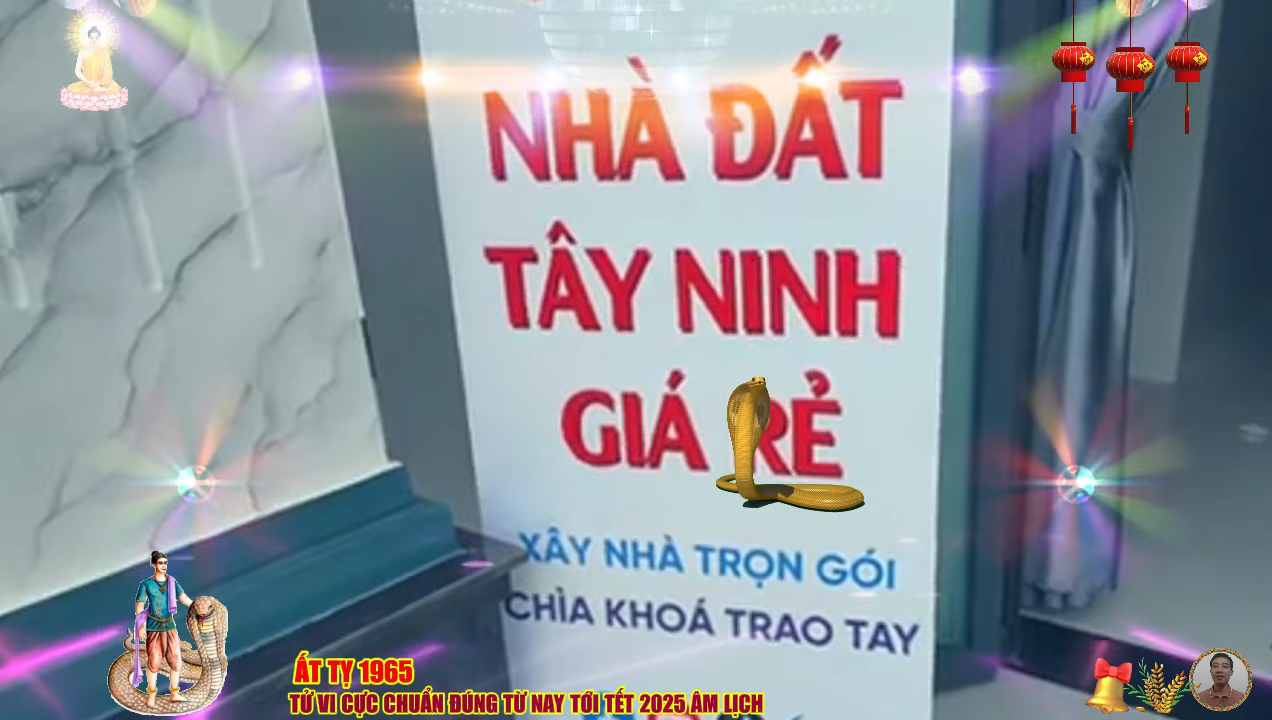 NHÀ ĐẤT
TÂY NINH
GIÁ RẺ
XÂY NHÀ TRỌN GÓI
CHÌA KHOÁ TRAO TAY
ẤT TỴ 1965
TỬ VI CỰC CHUẨN ĐÚNG TỪ NAY TỚI TẾT 2025 ÂM LỊCH